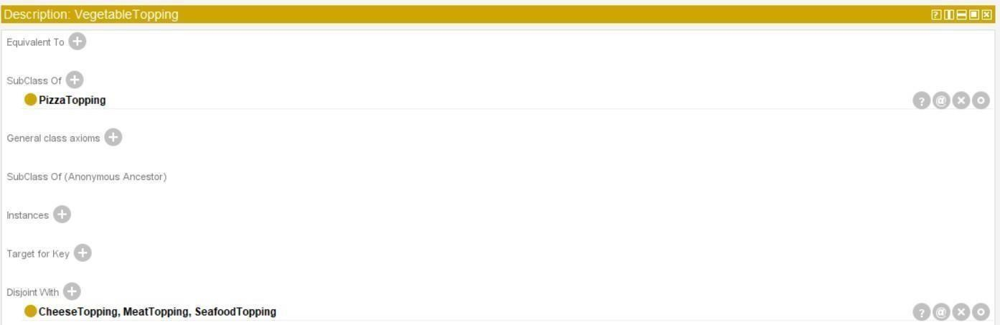 Description: VegetableTopping
Equivalent To
SubClass Of
PizzaTopping
General class axioms
SubClass Of (Anonymous Ancestor)
Instances
Target for Key
Disjoint With
CheeseTopping, MeatTopping, SeafoodTopping